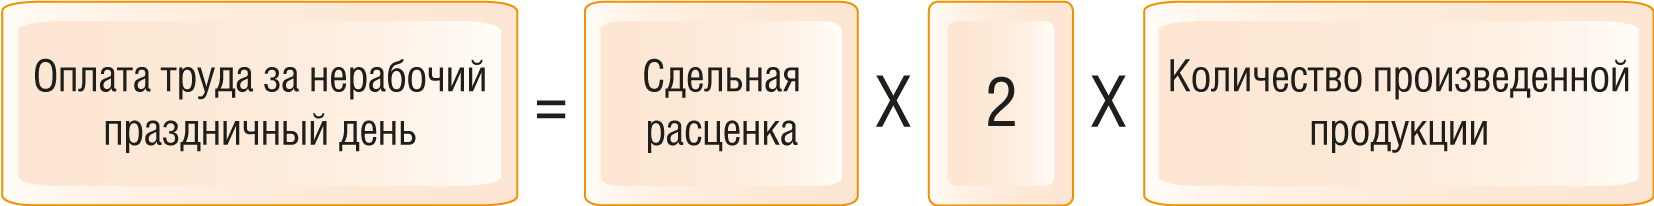 Оплата труда за нерабочий
праздничный день
=
Сдельная
расценка
X
2
X
Количество произведенной
продукции